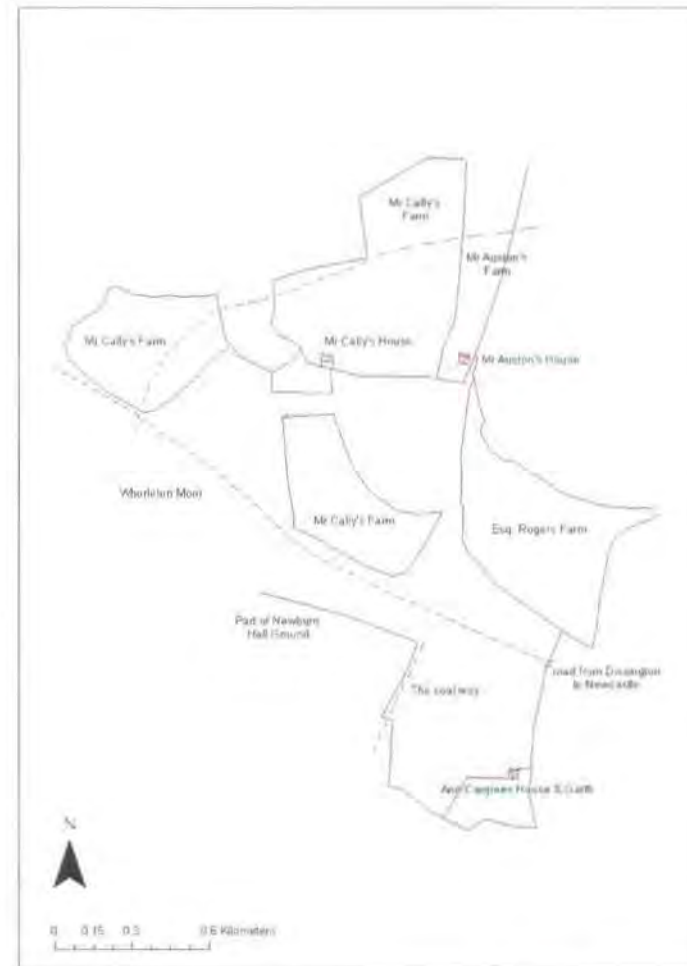 Mr Cally's
Farm
Mr Auston's
Farm
Mr Cally's Farm
Mr Cally's House
Mr Auston's House
Whorleton Moor
Mr Cally's Farm
Esq. Rogers Farm
Part of Newburn
Hall Ground
The coal way
Road from Dissington
to Newcastle
Ann House & Garth
N
0 0.15 0.3 0.6 Kilometers